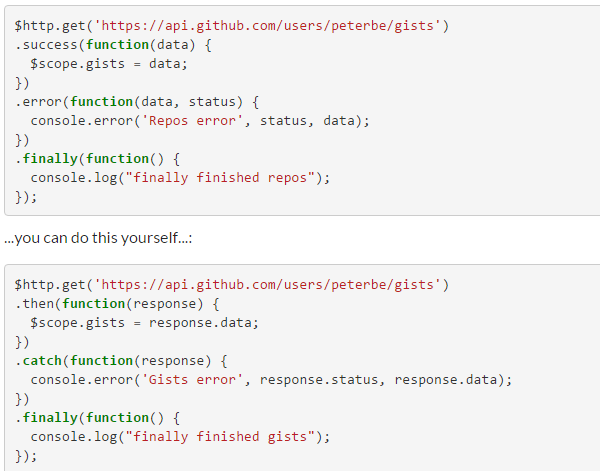 $http.get('https://api.github.com/users/peterbe/gists')
.success(function(data) {
  $scope.gists = data;
})
.error(function(data, status) {
  console.error('Repos error', status, data);
})
.finally(function() {
  console.log("finally finished repos");
});
...you can do this yourself...:
$http.get('https://api.github.com/users/peterbe/gists')
.then(function(response) {
  $scope.gists = response.data;
})
.catch(function(response) {
  console.error('Gists error', response.status, response.data);
})
.finally(function() {
  console.log("finally finished gists");
});